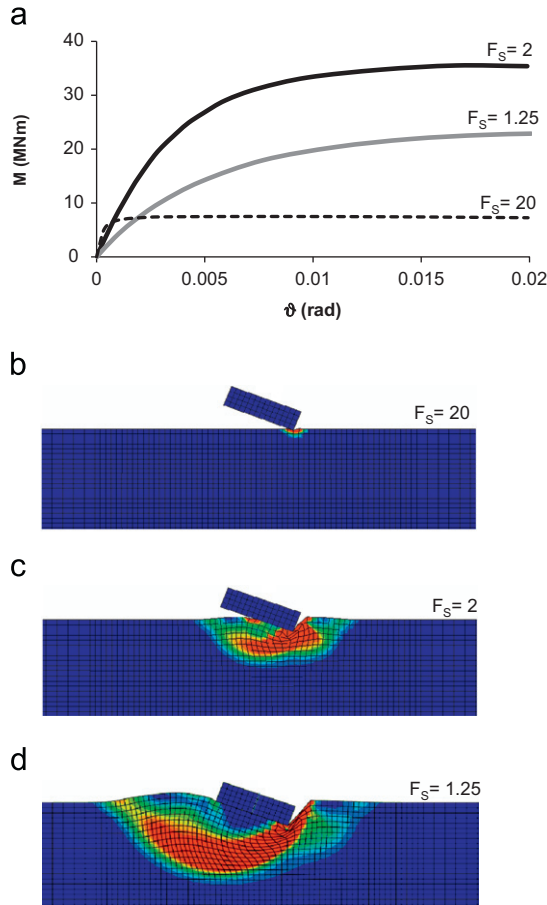 a
40
30
20
10
0
M (MNm)
F_S= 2
F_S= 1.25
F_S= 20
0
0.005
0.01
0.015
0.02
ϑ (rad)
b
F_S= 20
c
F_S= 2
d
F_S= 1.25